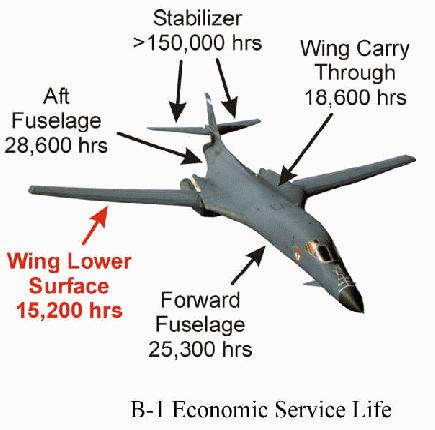 Stabilizer
>150,000 hrs
Wing Carry
Through
18,600 hrs
Aft
Fuselage
28,600 hrs
Wing Lower
Surface
15,200 hrs
Forward
Fuselage
25,300 hrs
B-1 Economic Service Life